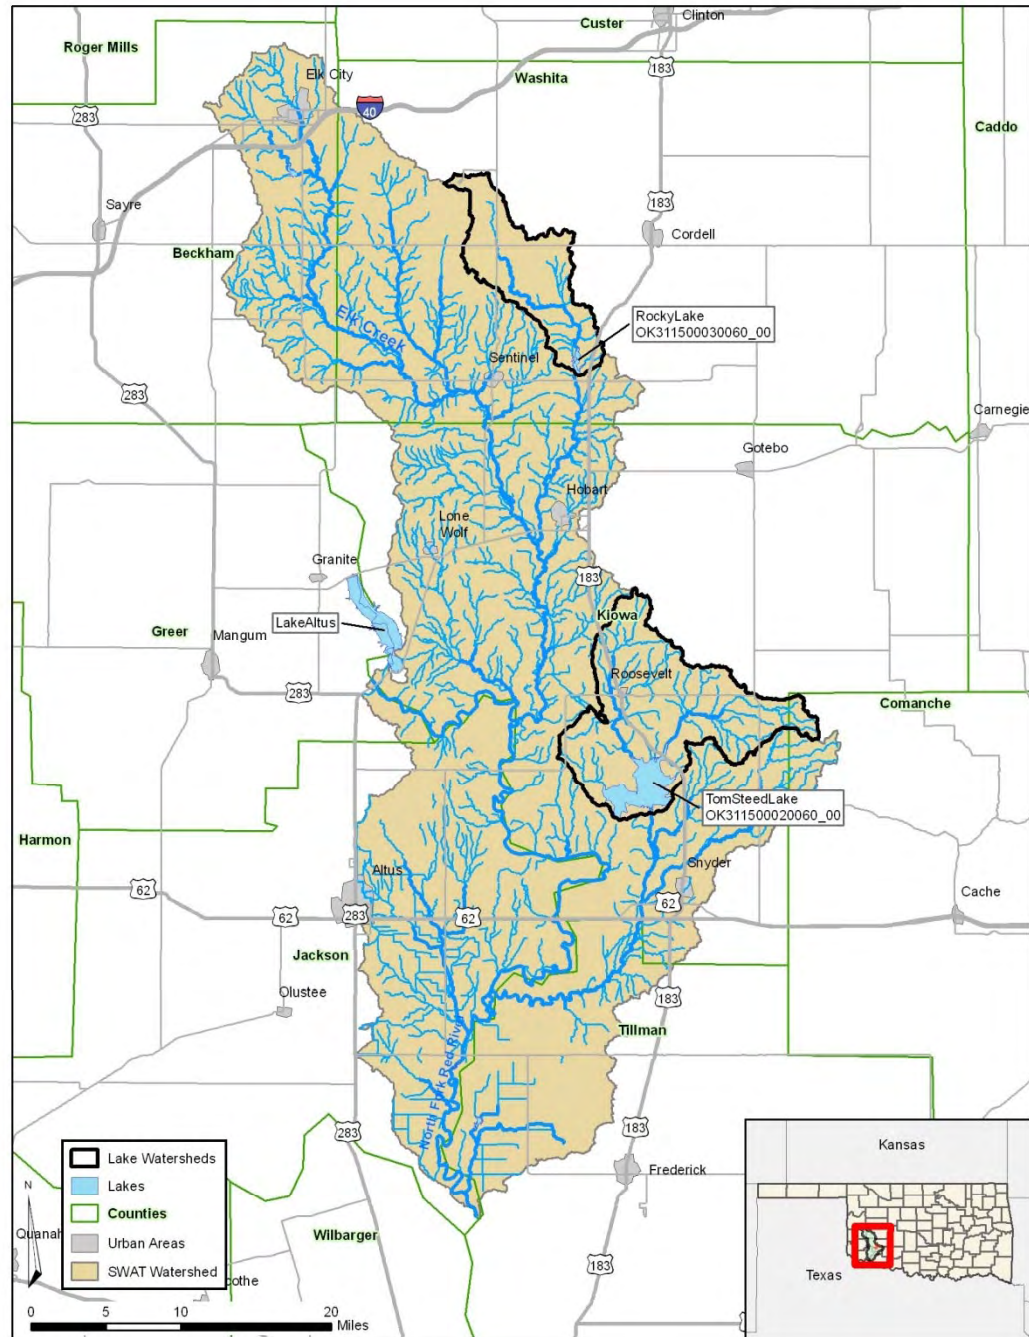 Custer
Clinton
Roger Mills
Elk City
Washita
183
40
283
Caddo
Sayre
183
Cordell
Beckham
RockyLake
OK311500030060_00
Elk Creek
Sentinel
283
Carnegie
Gotebo
Hobart
Lone
Wolf
Granite
183
Kiowa
LakeAltus
Greer
Mangum
Roosevelt
283
Comanche
TomSteedLake
OK311500020060_00
Harmon
Snyder
Altus
62
Cache
62
283
62
62
Jackson
Olustee
183
Tillman
North Fork Red River
283
183
Frederick
Kansas
Lake Watersheds
Lakes
Counties
Urban Areas
SWAT Watershed
N
Quanah
Wilbarger
othe
183
Texas
0 5 10 20
Miles